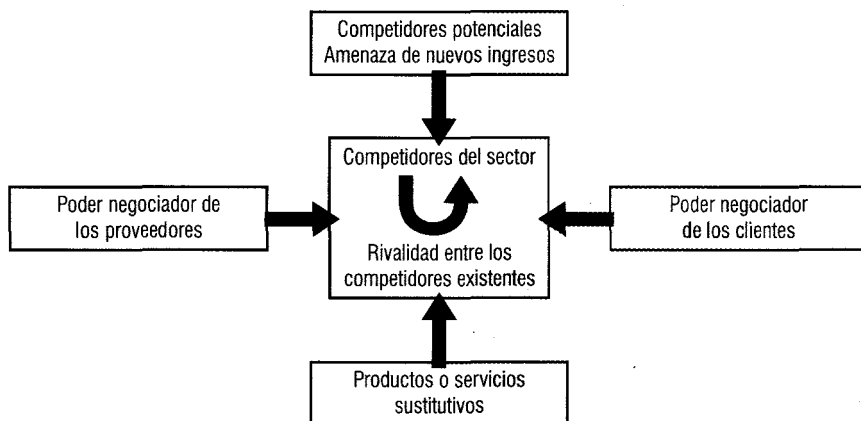 Competidores potenciales
Amenaza de nuevos ingresos
Competidores del sector
Poder negociador de
los proveedores
Poder negociador
de los clientes
Rivalidad entre los
competidores existentes
Productos o servicios
sustitutivos